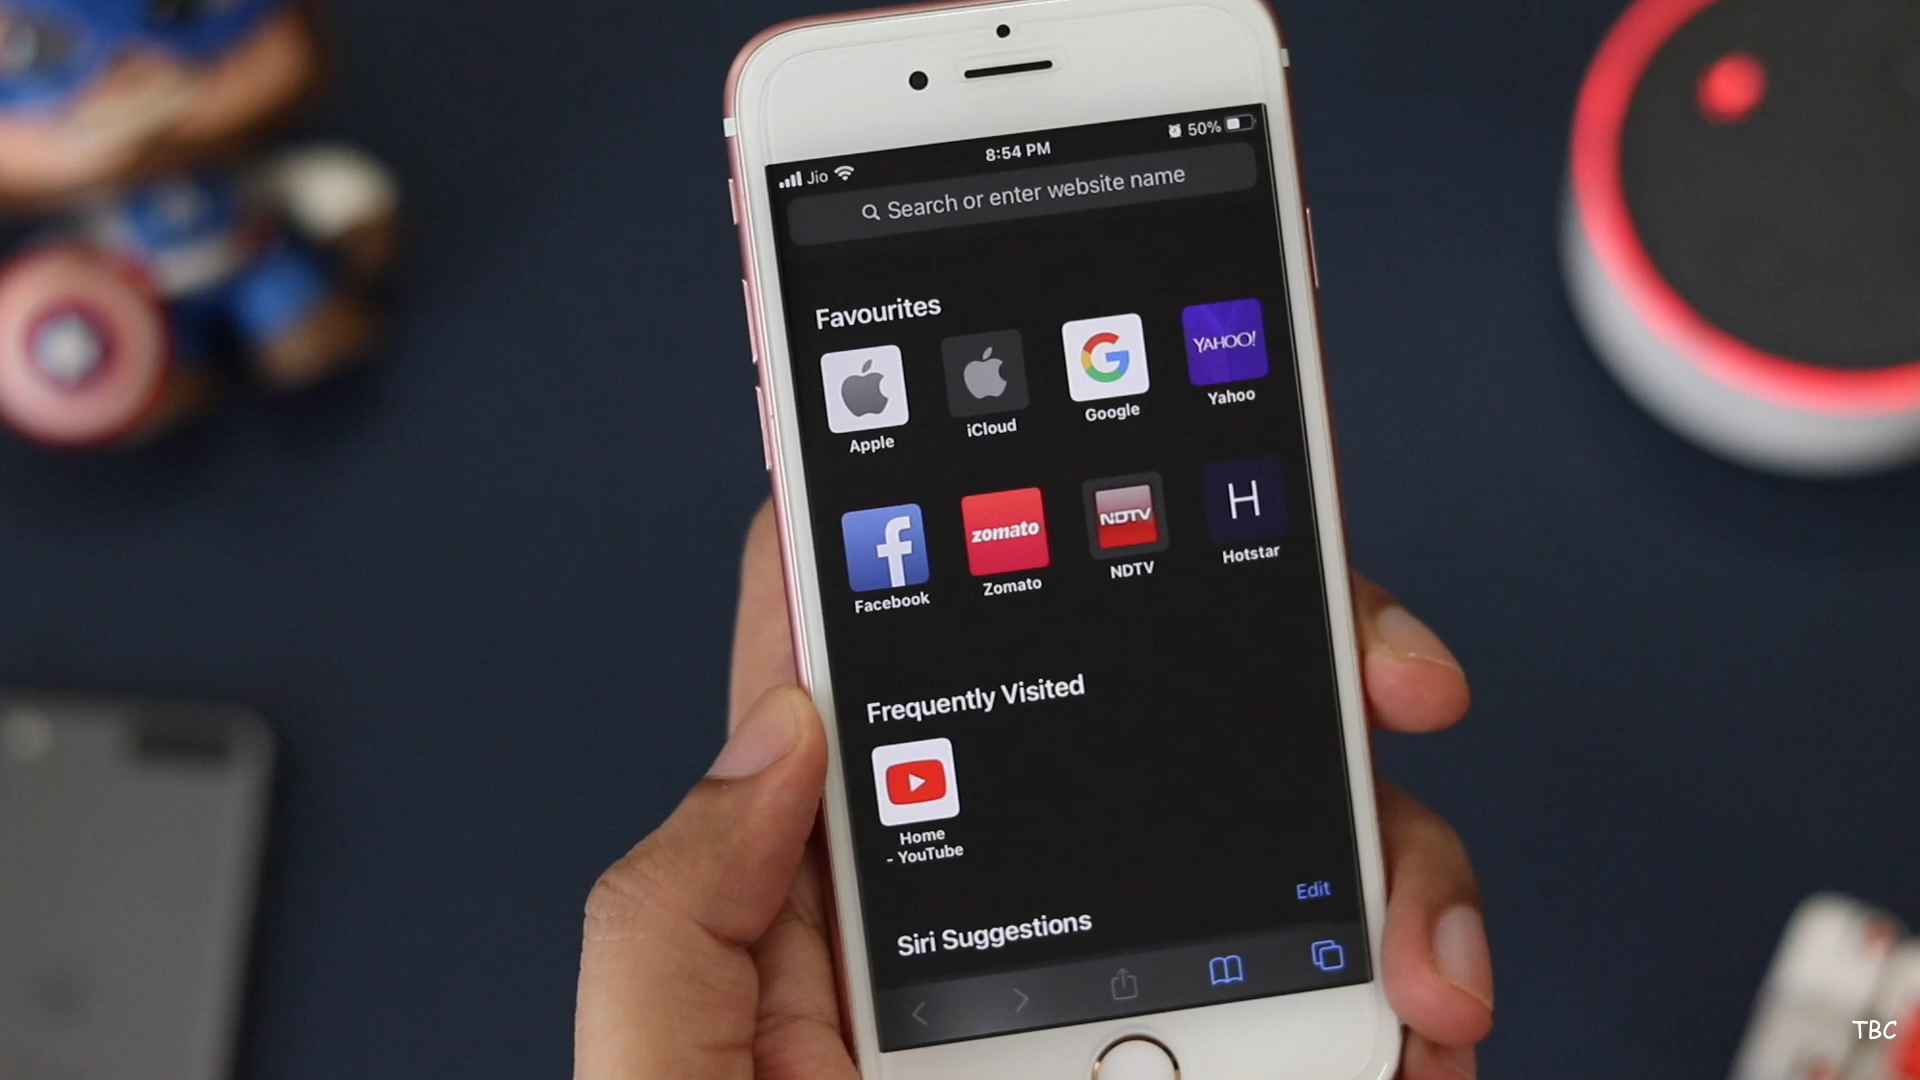 Jio
8:54 PM
50%
Search or enter website name
Favourites
YAHOO!
Apple
iCloud
Google
Yahoo
zomato
NDTV
H
Facebook
Zomato
NDTV
Hotstar
Frequently Visited
Home
- YouTube
Siri Suggestions
Edit
TBC